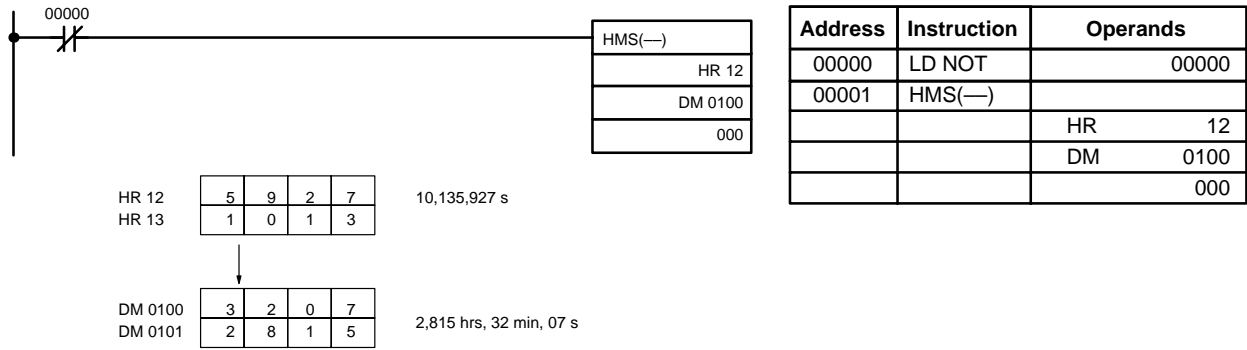 00000
HMS(––)
HR 12
DM 0100
000
Address Instruction Operands
00000 LD NOT 00000
00001 HMS(––)
HR 12
DM 0100
000
HR 12 5 9 2 7 10,135,927 s
HR 13 1 0 1 3
DM 0100 3 2 0 7
DM 0101 2 8 1 5
2,815 hrs, 32 min, 07 s